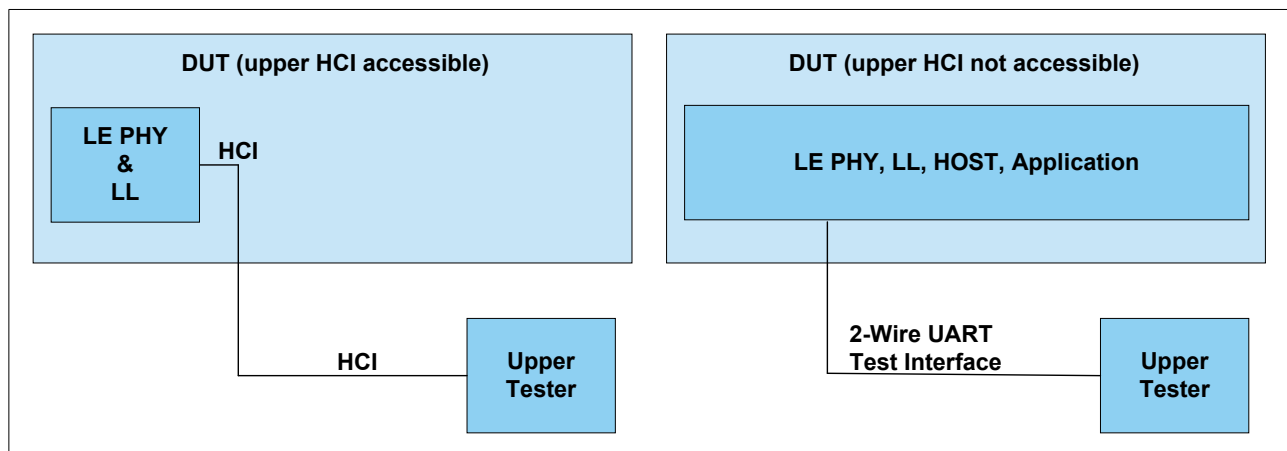 DUT (upper HCI accessible)
LE PHY
&
LL
HCI
HCI
Upper
Tester
DUT (upper HCI not accessible)
LE PHY, LL, HOST, Application
2-Wire UART
Test Interface
Upper
Tester